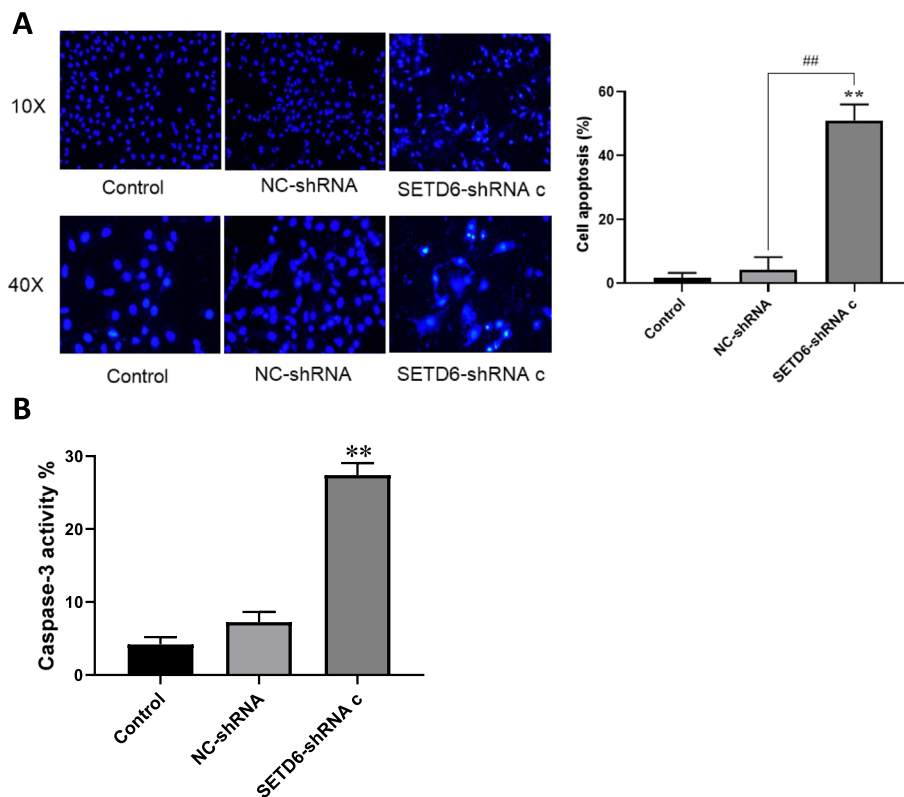 A
10X
Control
NC-shRNA
SETD6-shRNA c
40X
Control
NC-shRNA
SETD6-shRNA c
##
**
60
40
20
0
Cell apoptosis (%)
Control
NC-shRNA
SETD6-shRNA c
B
**
30
20
10
0
Caspase-3 activity %
Control
NC-shRNA
SETD6-shRNA c